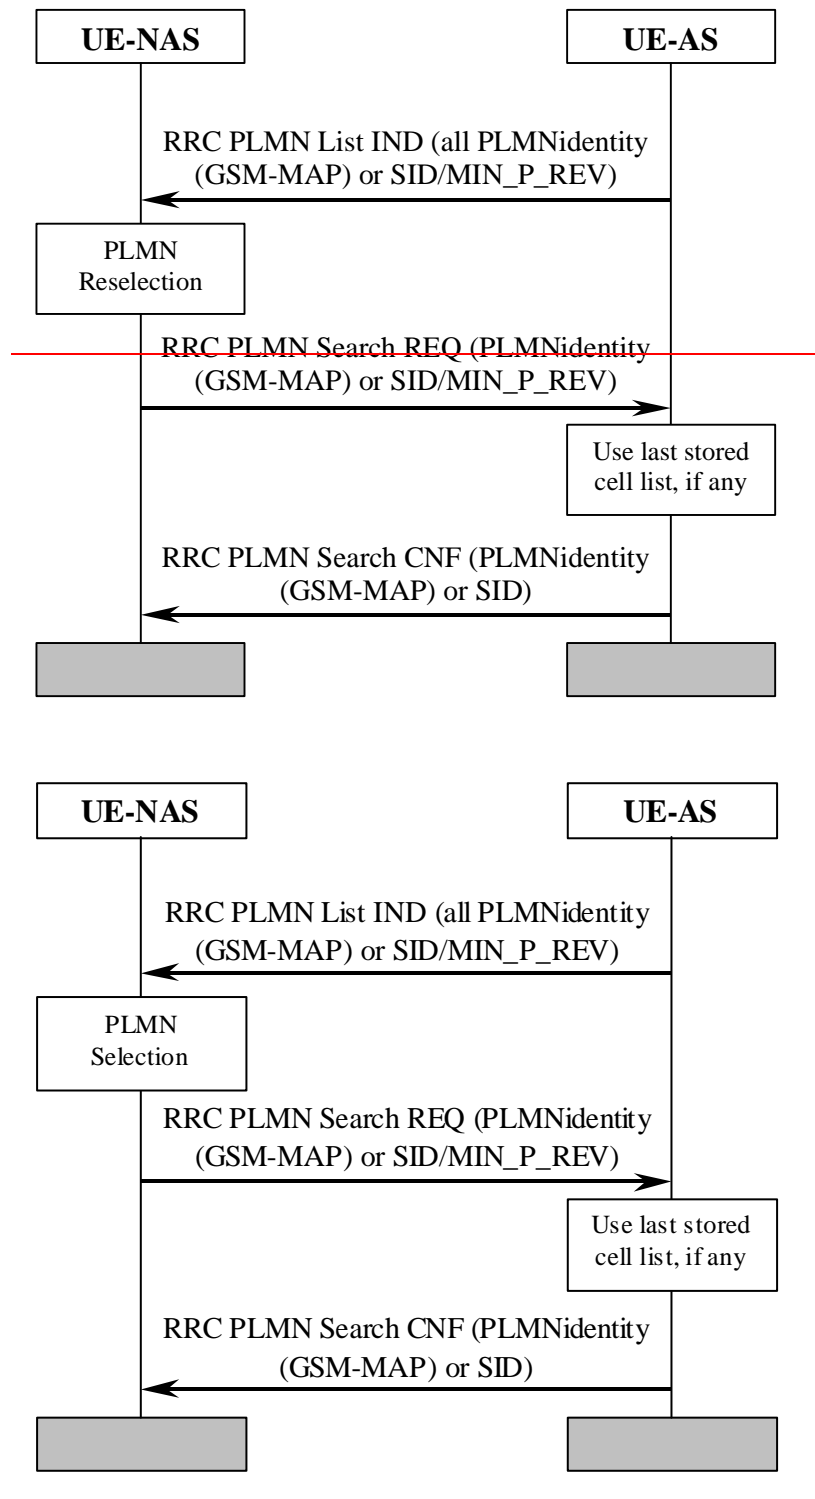 UE-NAS
UE-AS
RRC PLMN List IND (all PLMNidentity
(GSM-MAP) or SID/MIN_P_REV)
PLMN
Reselection
RRC PLMN Search REQ (PLMNidentity
(GSM-MAP) or SID/MIN_P_REV)
Use last stored
cell list, if any
RRC PLMN Search CNF (PLMNidentity
(GSM-MAP) or SID)
UE-NAS
UE-AS
RRC PLMN List IND (all PLMNidentity
(GSM-MAP) or SID/MIN_P_REV)
PLMN
Selection
RRC PLMN Search REQ (PLMNidentity
(GSM-MAP) or SID/MIN_P_REV)
Use last stored
cell list, if any
RRC PLMN Search CNF (PLMNidentity
(GSM-MAP) or SID)